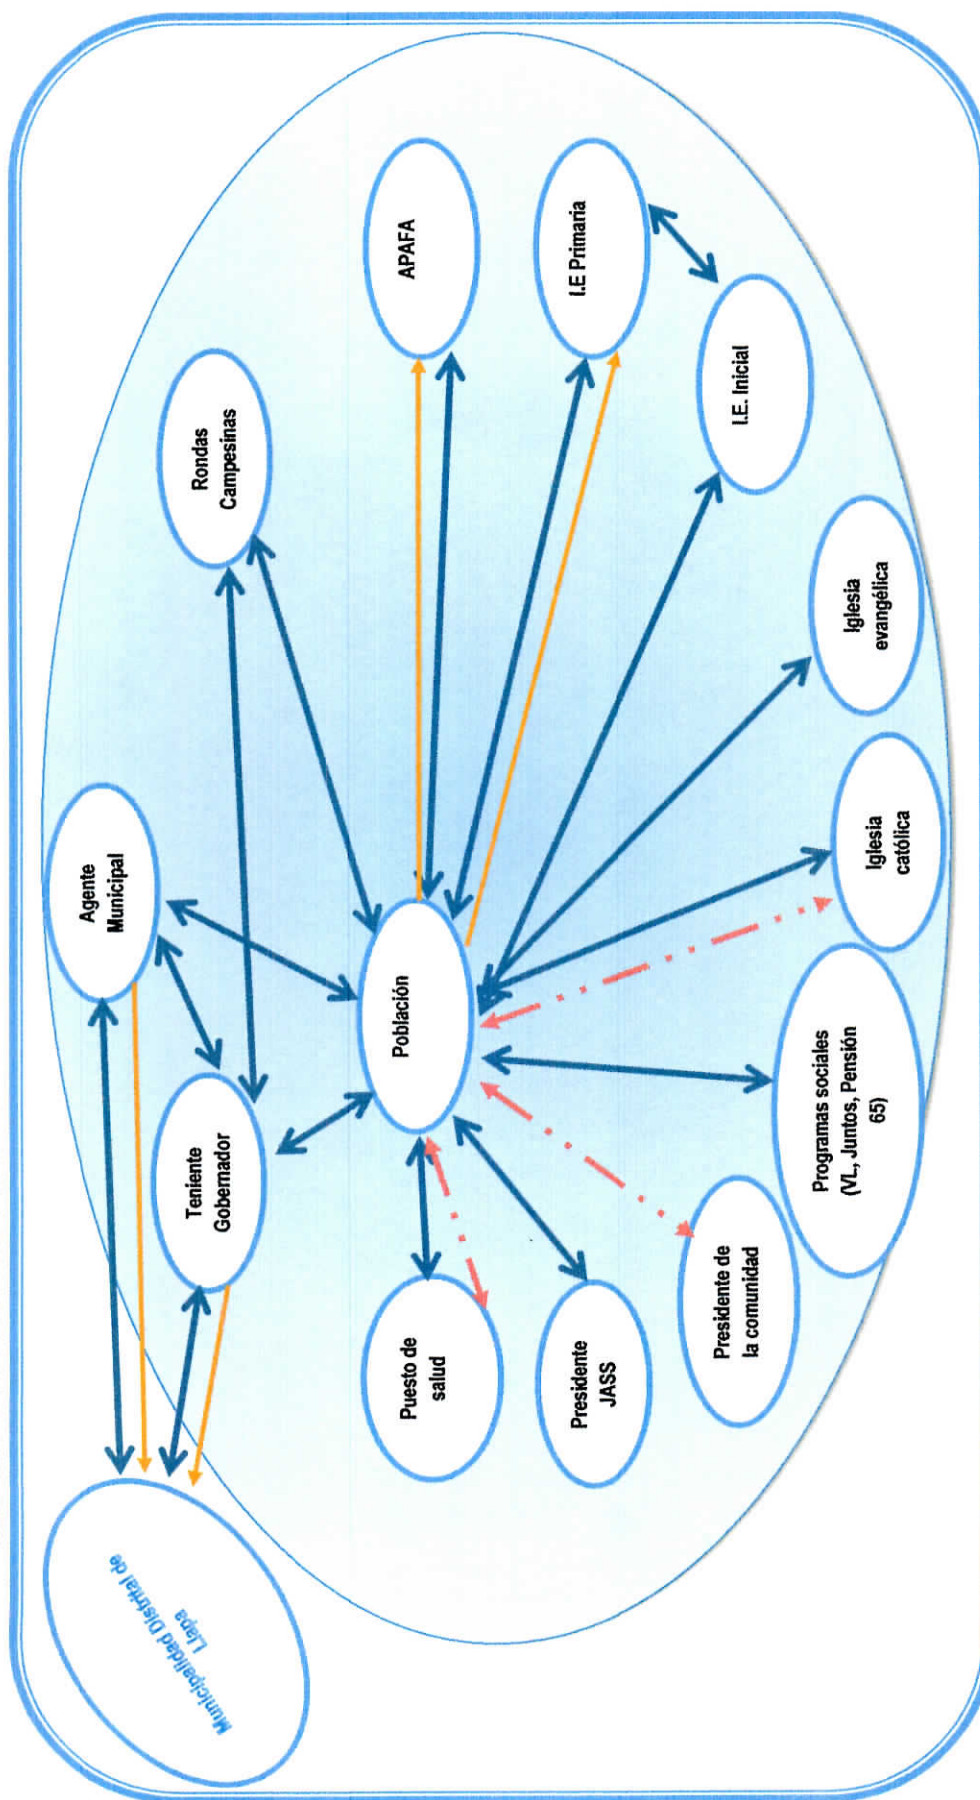 Municipalidad Distrital de
Llapa
Agente
Municipal
Teniente
Gobernador
Rondas
Campesinas
Población
APAFA
Puesto de
salud
I.E Primaria
Presidente
JASS
I.E. Inicial
Presidente de
la comunidad
Programas sociales
(VL, Juntos, Pensión
65)
Iglesia
católica
Iglesia
evangélica